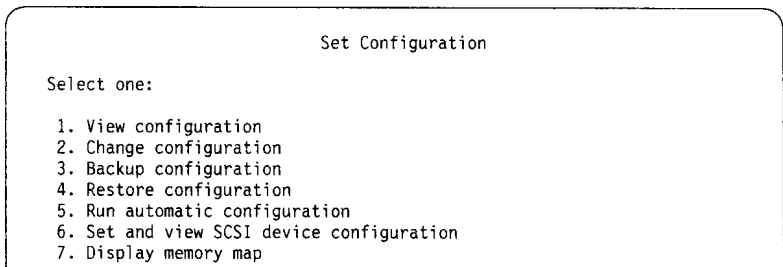 Set Configuration
Select one:
1. View configuration
2. Change configuration
3. Backup configuration
4. Restore configuration
5. Run automatic configuration
6. Set and view SCSI device configuration
7. Display memory map